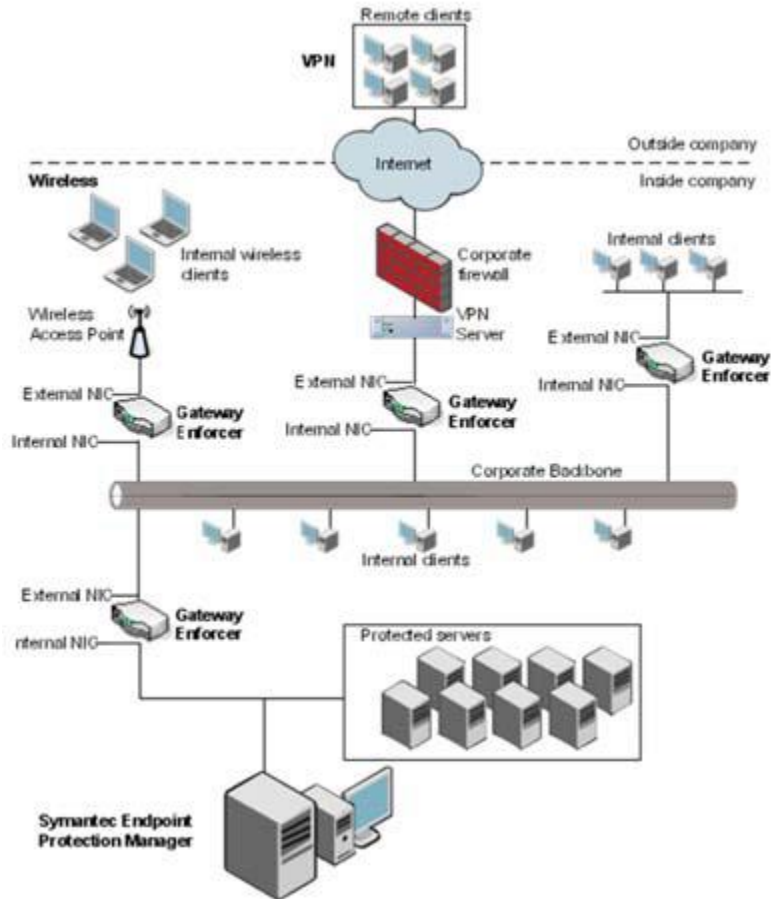 Remote clients
VPN
Internet
Outside company
Inside company
Wireless
Internal wireless
clients
Wireless
Access Point
Corporate
firewall
VPN
Server
Internal clients
External NIC
Gateway
Enforcer
Internal NIC
External NIC
Gateway
Enforcer
Internal NIC
External NIC
Gateway
Enforcer
Internal NIC
Corporate Backbone
Internal clients
External NIC
Gateway
Enforcer
nternal NIC
Protected servers
Symantec Endpoint
Protection Manager